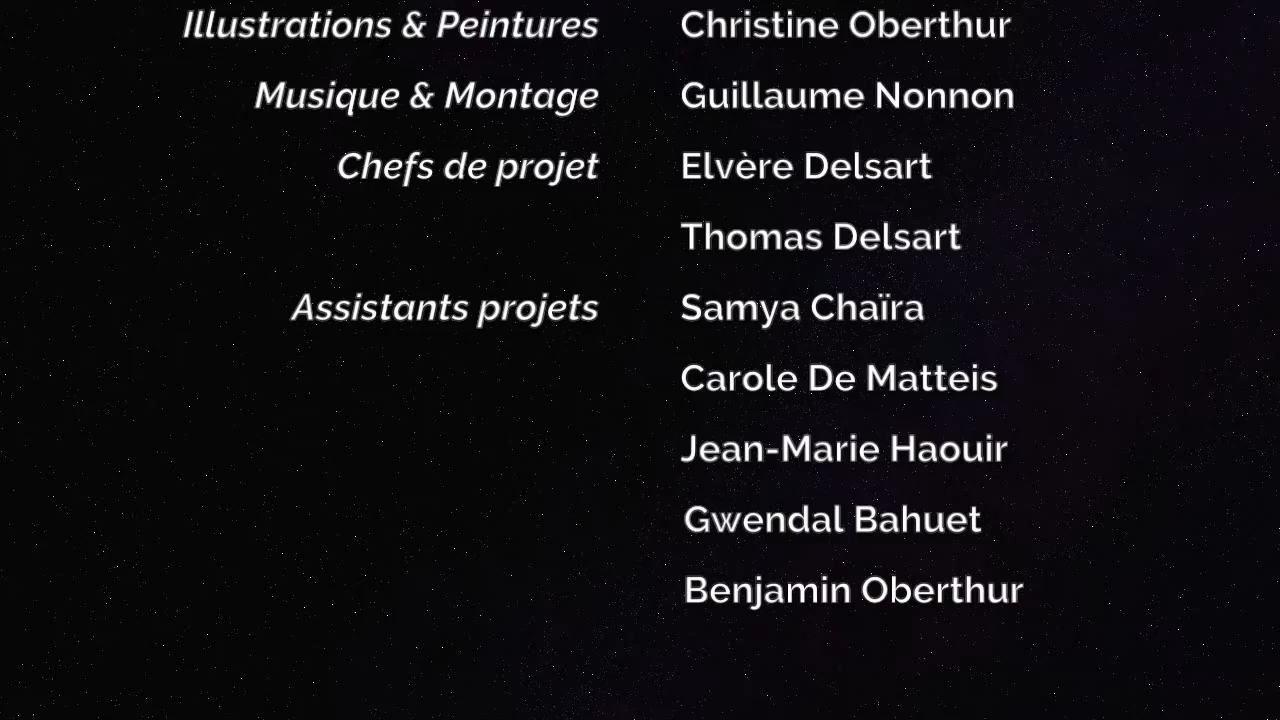 Illustrations & Peintures Christine Oberthur
Musique & Montage Guillaume Nonnon
Chefs de projet Elvère Delsart
Thomas Delsart
Assistants projets Samya Chaïra
Carole De Matteis
Jean-Marie Haouir
Gwendal Bahuet
Benjamin Oberthur